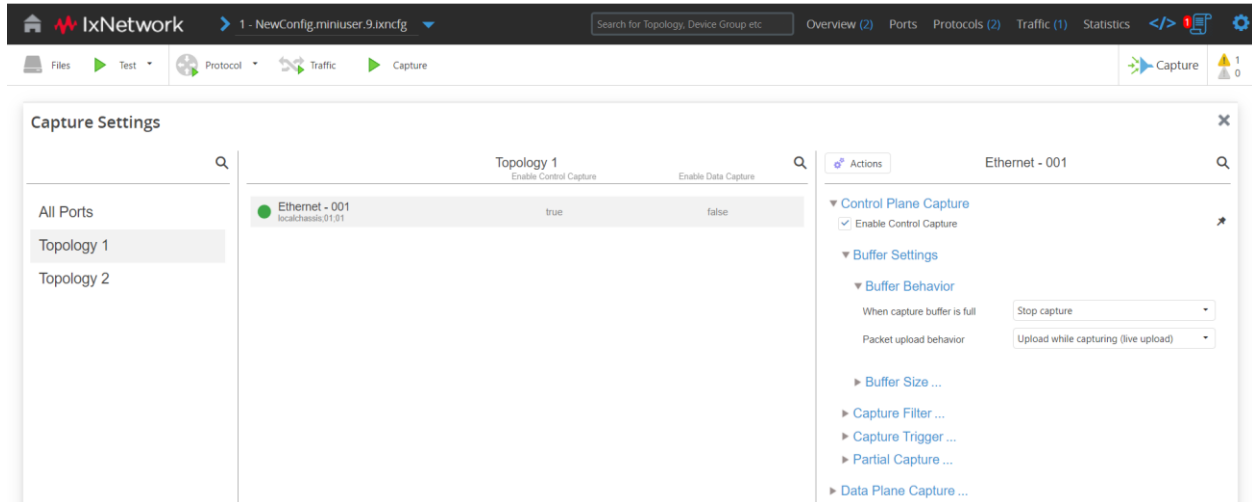 IxNetwork
1 - NewConfig.miniuser.9.ixncfg
Search for Topology, Device Group etc
Overview (2) Ports Protocols (2) Traffic (1) Statistics </> 1
Files Test Protocol Traffic Capture Capture 1
0
Capture Settings
Topology 1
Enable Control Capture Enable Data Capture
Actions Ethernet - 001
All Ports
Topology 1
Topology 2
Ethernet - 001
localchassis;01;01
true false
Control Plane Capture
Enable Control Capture
Buffer Settings
Buffer Behavior
When capture buffer is full Stop capture
Packet upload behavior Upload while capturing (live upload)
Buffer Size ...
Capture Filter ...
Capture Trigger ...
Partial Capture ...
Data Plane Capture ...